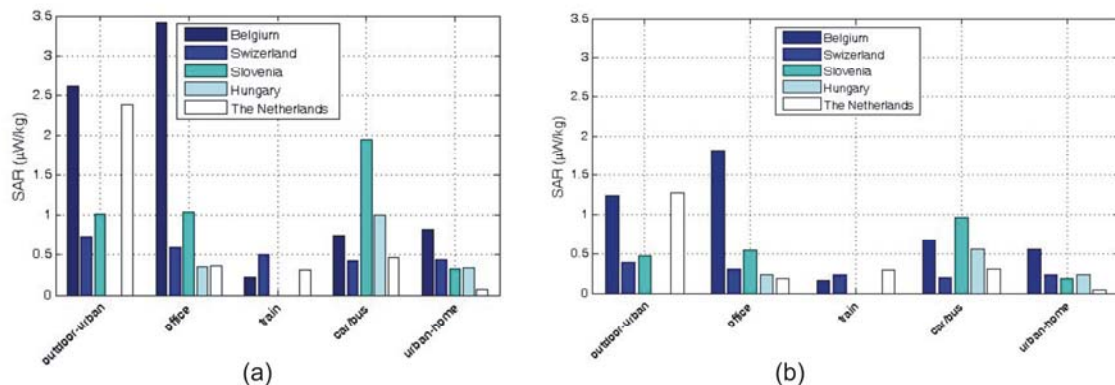 3.5
3
2.5
2
1.5
1
0.5
0
SAR (µW/kg)
Belgium
Swizerland
Slovenia
Hungary
The Netherlands
outdoor-urban
office
train
car/bus
urban-home
(a)
3.5
3
2.5
2
1.5
1
0.5
0
SAR (µW/kg)
Belgium
Swizerland
Slovenia
Hungary
The Netherlands
outdoor-urban
office
train
car/bus
urban-home
(b)